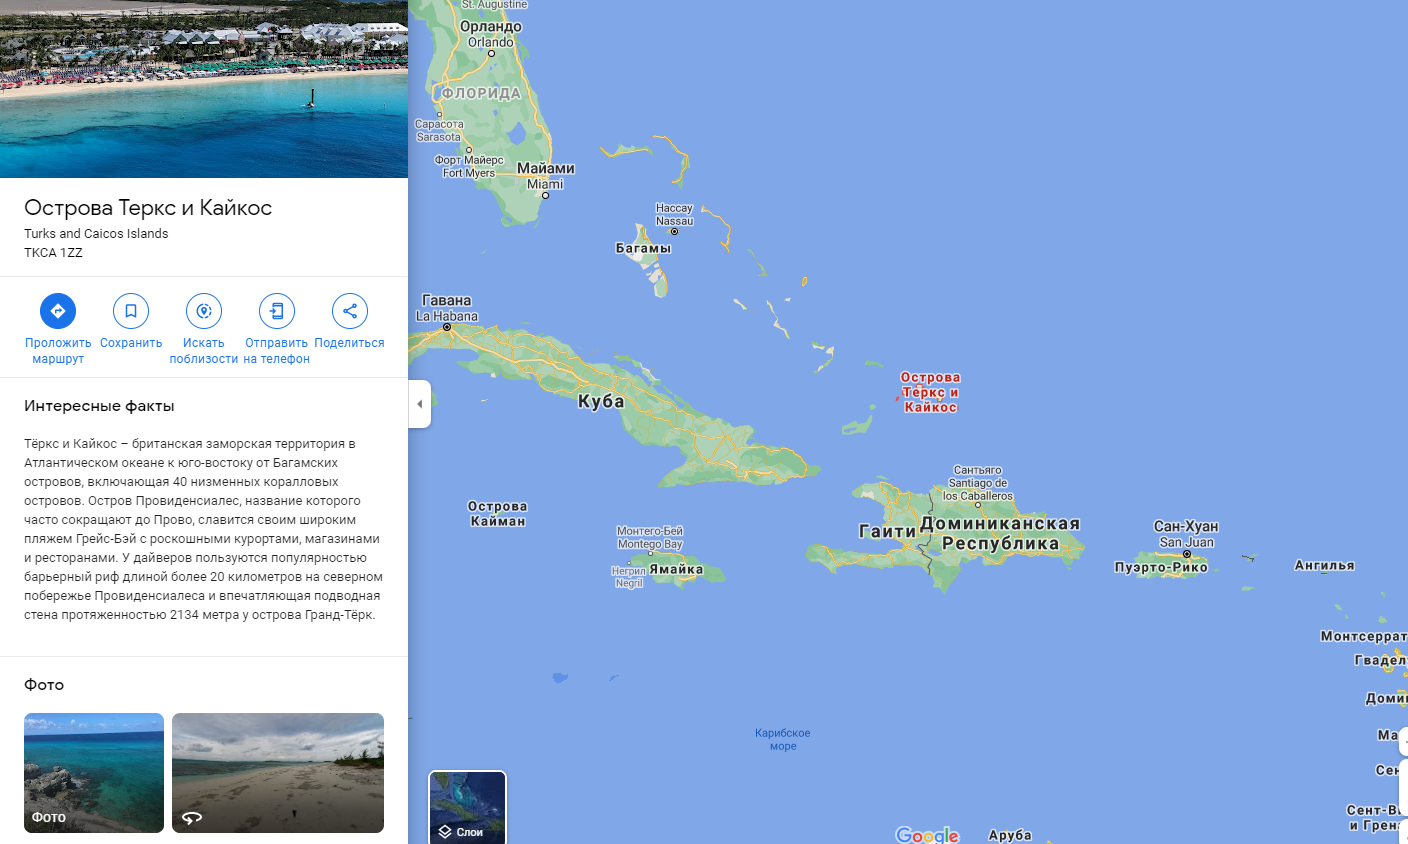 Острова Теркс и Кайкос
Turks and Caicos Islands
TKCA 1ZZ
Проложить
маршрут
Сохранить
Искать
поблизости
Отправить
на телефон
Поделиться
Интересные факты
Тёркс и Кайкос – британская заморская территория в
Атлантическом океане к юго-востоку от Багамских
островов, включающая 40 низменных коралловых
островов. Остров Провиденсиалес, название которого
часто сокращают до Прово, славится своим широким
пляжем Грейс-Бэй с роскошными курортами, магазинами
и ресторанами. У дайверов пользуются популярностью
барьерный риф длиной более 20 километров на северном
побережье Провиденсиалеса и впечатляющая подводная
стена протяженностью 2134 метра у острова Гранд-Тёрк.
Фото
Фото
St. Augustine
Орландо
Orlando
ФЛОРИДА
Сарасота
Sarasota
Форт Майерс
Fort Myers
Майами
Miami
Нассау
Nassau
Багамы
Гавана
La Habana
Куба
Острова
Тёркс и
Кайкос
Сантьяго
Santiago de
los Caballeros
Острова
Кайман
Монтего-Бей
Montego Bay
Негрил
Negril
Ямайка
Гаити
Доминиканская
Республика
Сан-Хуан
San Juan
Пуэрто-Рико
Ангилья
Монтсеррат
Гвадел
Доми
Ма
Карибское
море
Сен
Сент-В
и Грена
Слои
Google
Аруба